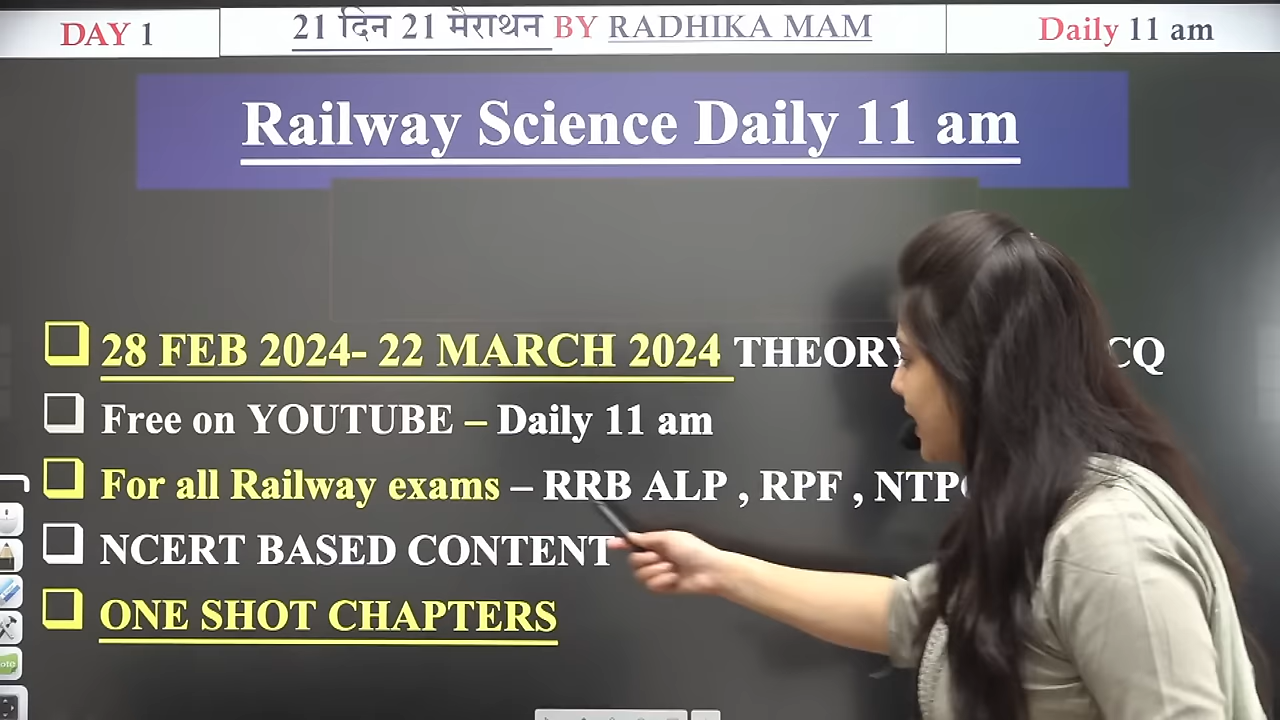 DAY 1
21 दिन 21 मैराथन BY RADHIKA MAM
Daily 11 am
Railway Science Daily 11 am
28 FEB 2024- 22 MARCH 2024 THEORY
Free on YOUTUBE – Daily 11 am
For all Railway exams – RRB ALP , RPF ,
NCERT BASED CONTENT
ONE SHOT CHAPTERS